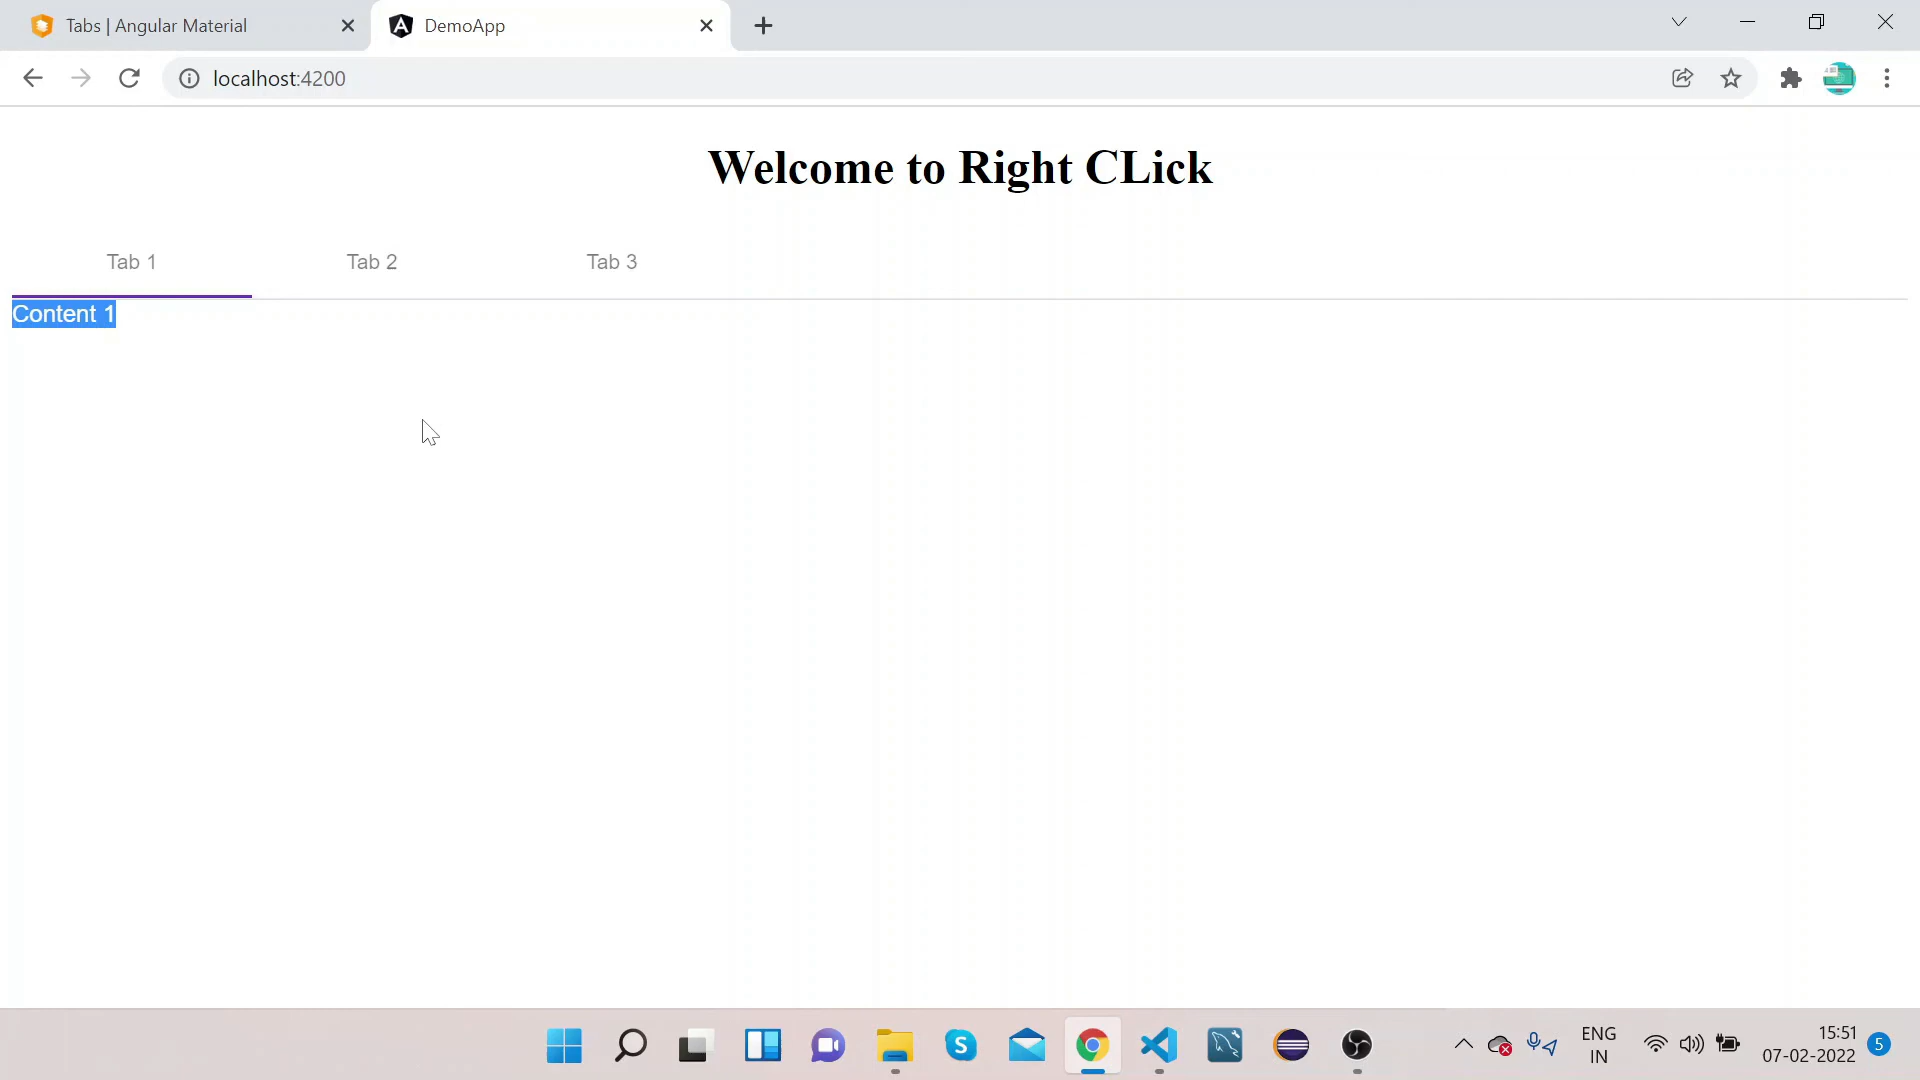 Tabs | Angular Material
DemoApp
localhost:4200
Welcome to Right CLick
Tab 1
Tab 2
Tab 3
Content 1
ENG
IN
15:51
07-02-2022
5